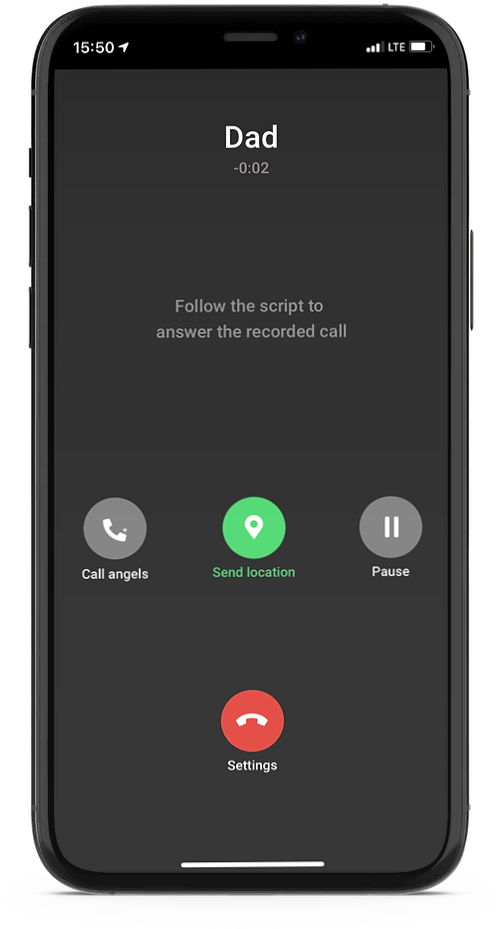 15:50
LTE
Dad
-0:02
Follow the script to
answer the recorded call
Call angels
Send location
Pause
Settings